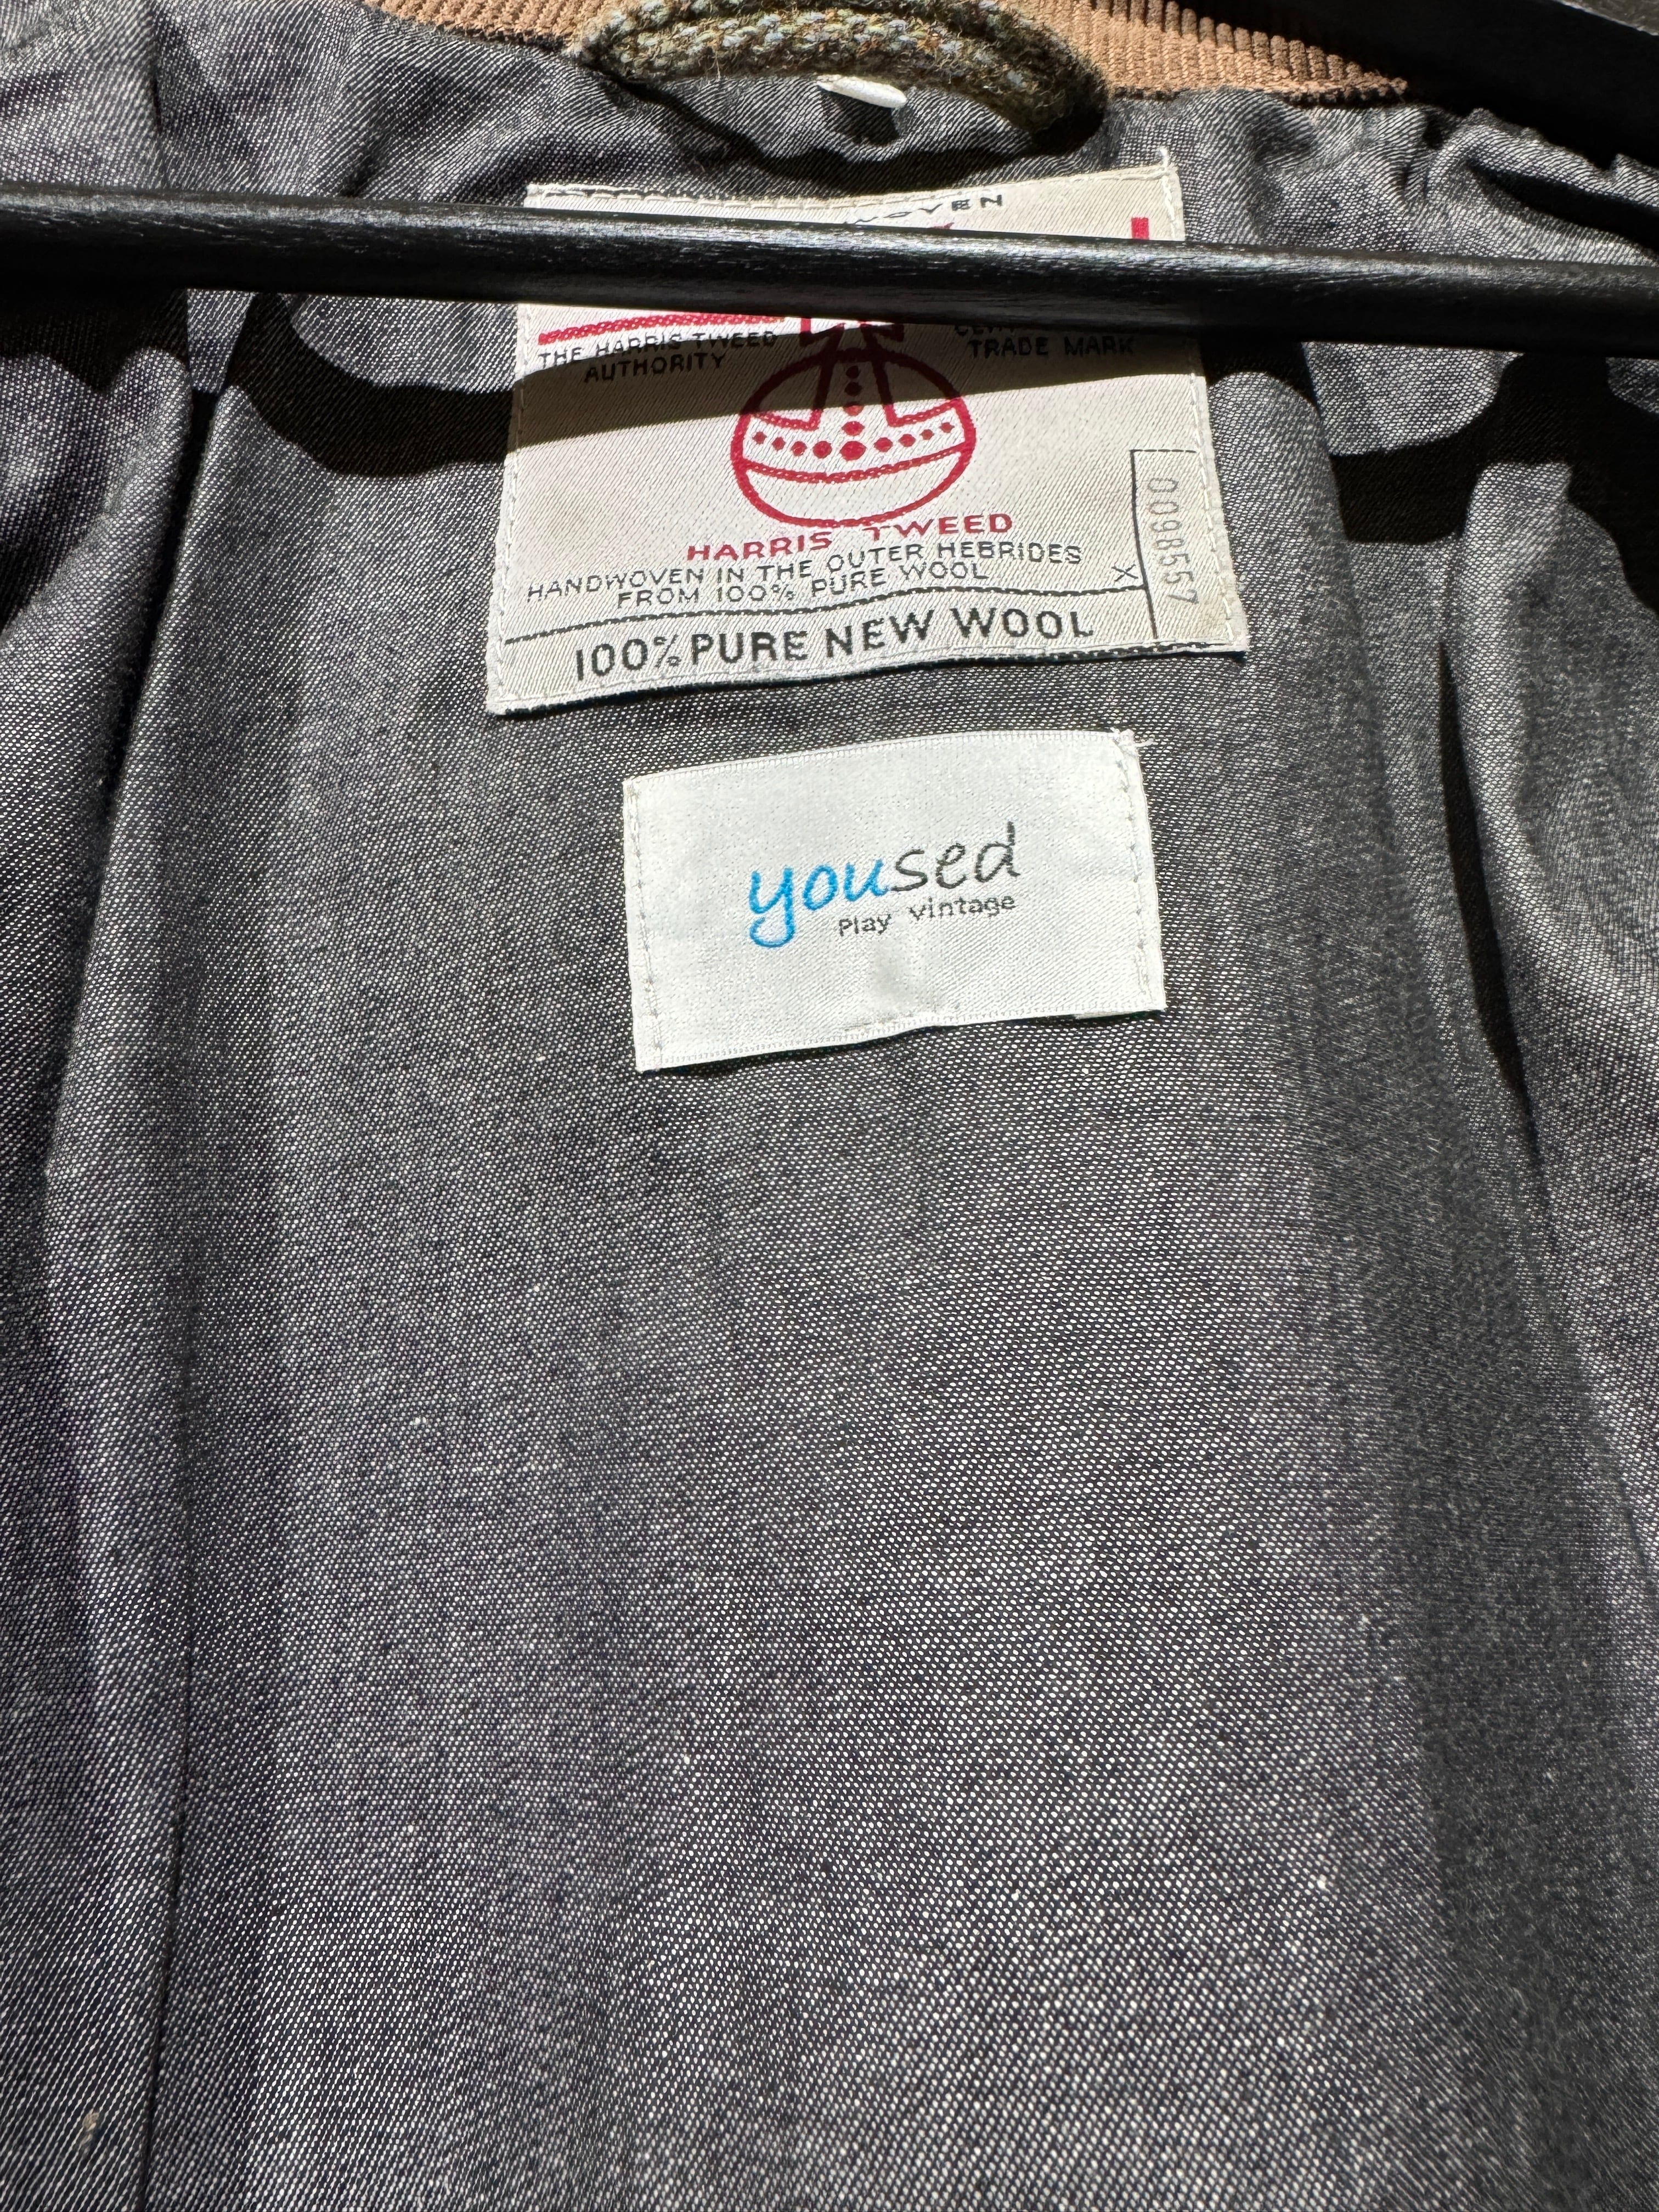 WOVEN
THE HARRIS TWEED
AUTHORITY
TRADE MARK
HARRIS TWEED
HANDWOVEN IN THE OUTER HEBRIDES
FROM 100% PURE WOOL
X
0098557
100% PURE NEW WOOL
yoused
Play vintage